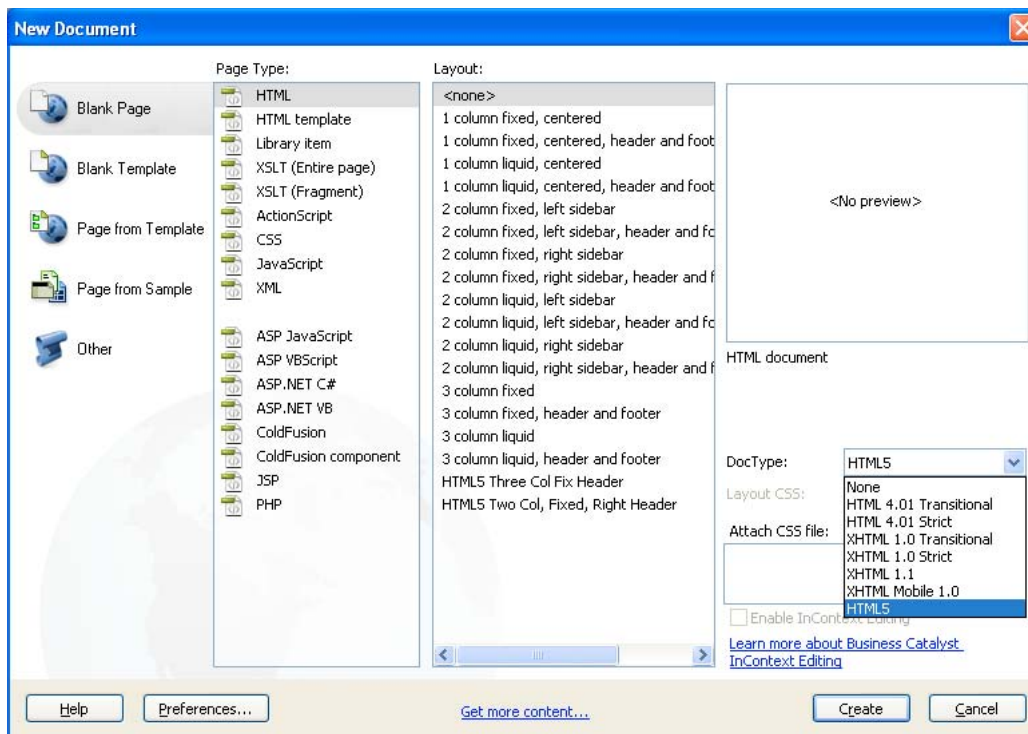 New Document
Blank Page
Blank Template
Page from Template
Page from Sample
Other
Page Type:
HTML
HTML template
Library item
XSLT (Entire page)
XSLT (Fragment)
ActionScript
CSS
JavaScript
XML
ASP JavaScript
ASP VBScript
ASP.NET C#
ASP.NET VB
ColdFusion
ColdFusion component
JSP
PHP
Layout:
<none>
1 column fixed, centered
1 column fixed, centered, header and foot
1 column liquid, centered
1 column liquid, centered, header and foot
2 column fixed, left sidebar
2 column fixed, left sidebar, header and fo
2 column fixed, right sidebar
2 column fixed, right sidebar, header and f
2 column liquid, left sidebar
2 column liquid, left sidebar, header and fo
2 column liquid, right sidebar
2 column liquid, right sidebar, header and f
3 column fixed
3 column fixed, header and footer
3 column liquid
3 column liquid, header and footer
HTML5 Three Col Fix Header
HTML5 Two Col, Fixed, Right Header
<No preview>
HTML document
DocType: HTML5
Layout CSS:
Attach CSS file:
None
HTML 4.01 Transitional
HTML 4.01 Strict
XHTML 1.0 Transitional
XHTML 1.0 Strict
XHTML 1.1
XHTML Mobile 1.0
HTML5
Enable InContext Editing
Learn more about Business Catalyst
InContext Editing
Help
Preferences...
Get more content...
Create
Cancel